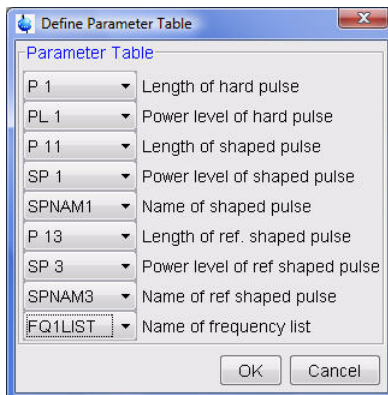 Define Parameter Table
Parameter Table
P 1 Length of hard pulse
PL 1 Power level of hard pulse
P 11 Length of shaped pulse
SP 1 Power level of shaped pulse
SPNAM1 Name of shaped pulse
P 13 Length of ref. shaped pulse
SP 3 Power level of ref shaped pulse
SPNAM3 Name of ref shaped pulse
FQ1LIST Name of frequency list
OK Cancel